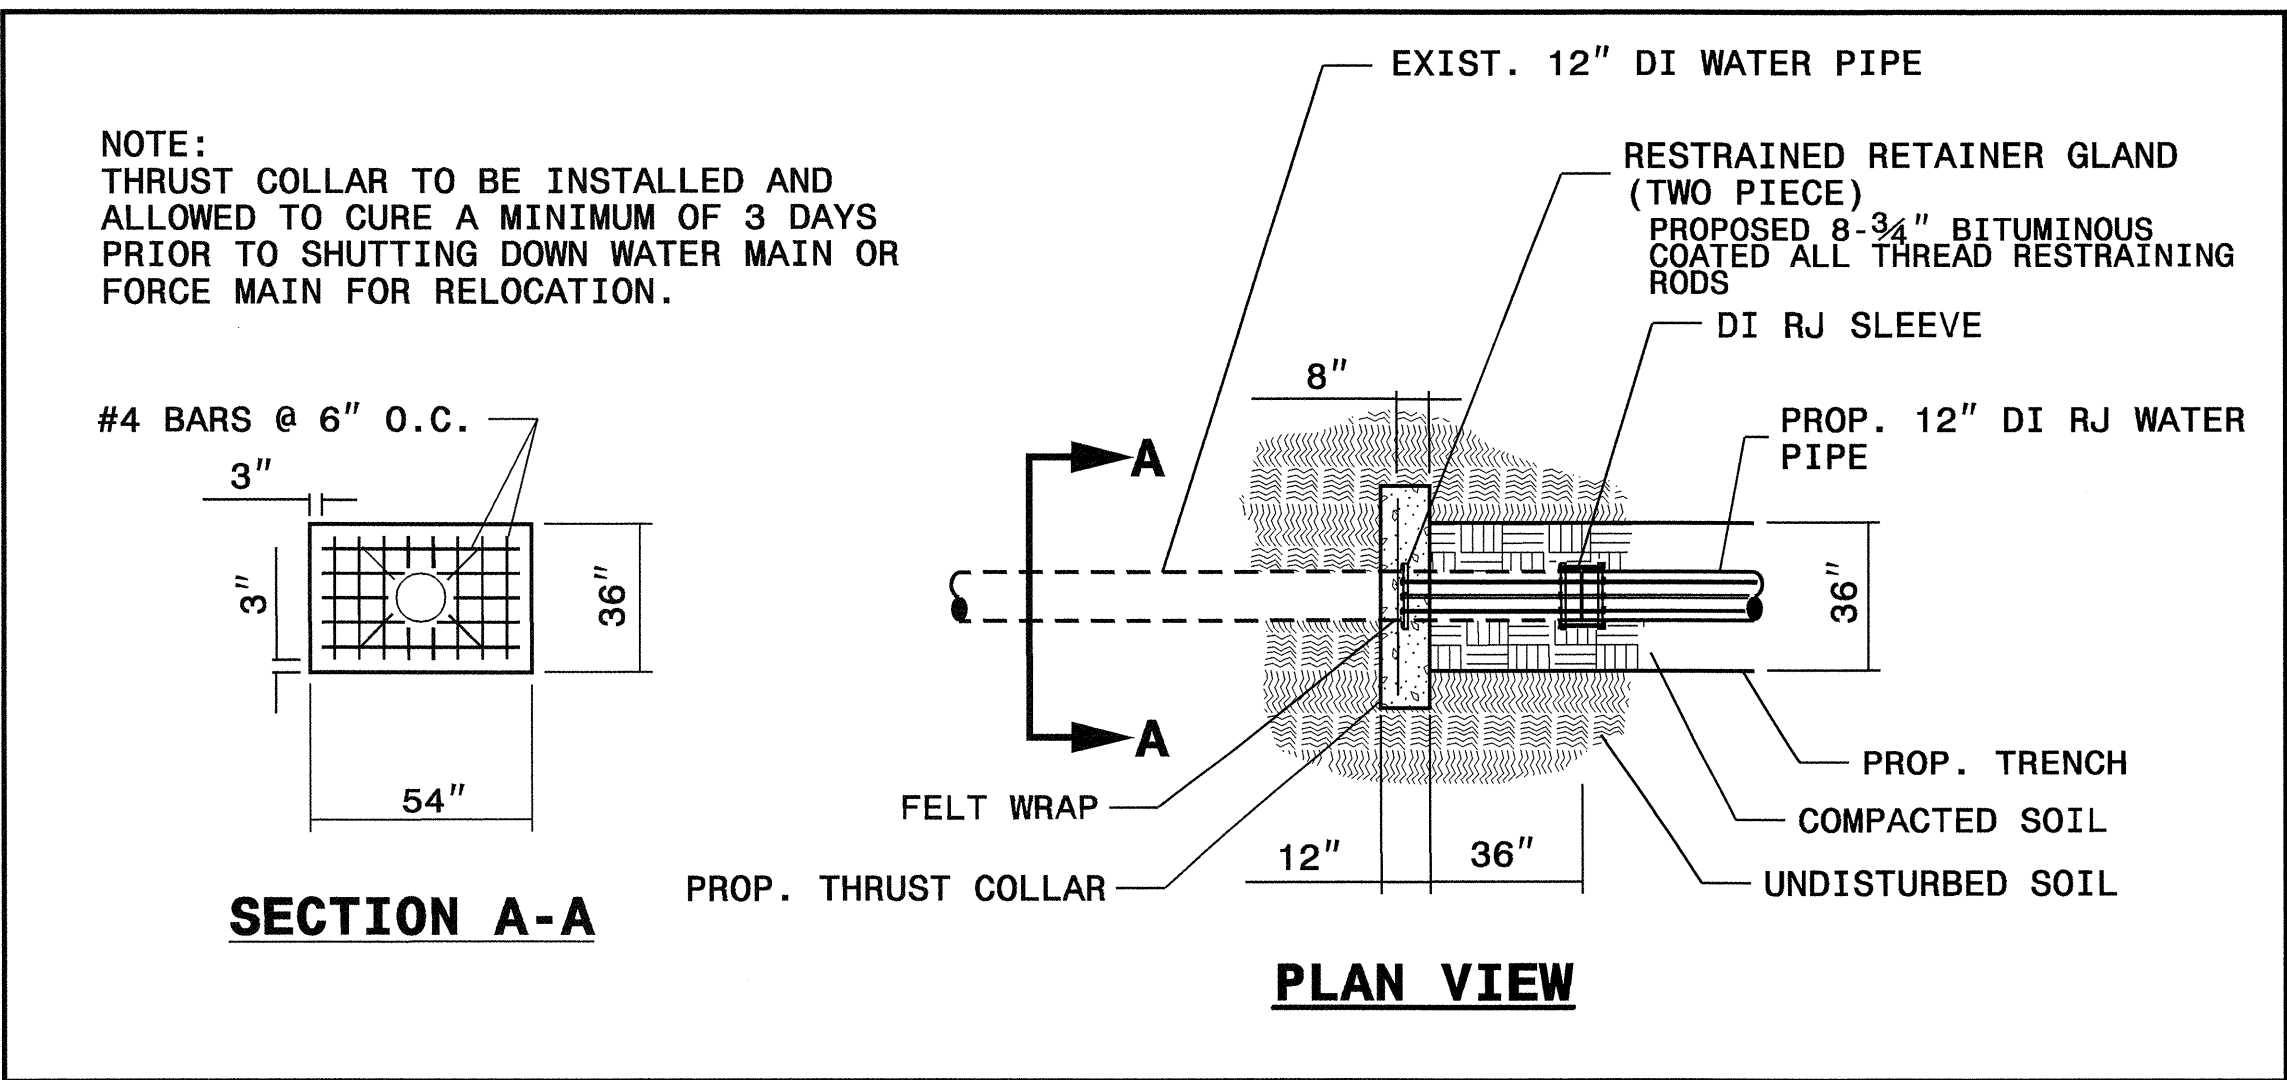 EXIST. 12" DI WATER PIPE
NOTE:
THRUST COLLAR TO BE INSTALLED AND
ALLOWED TO CURE A MINIMUM OF 3 DAYS
PRIOR TO SHUTTING DOWN WATER MAIN OR
FORCE MAIN FOR RELOCATION.
RESTRAINED RETAINER GLAND
(TWO PIECE)
PROPOSED 8-¾" BITUMINOUS
COATED ALL THREAD RESTRAINING
RODS
DI RJ SLEEVE
8"
#4 BARS @ 6" O.C.
PROP. 12" DI RJ WATER
PIPE
3"
A
3"
36"
36"
A
54"
FELT WRAP
PROP. THRUST COLLAR
12"
36"
PROP. TRENCH
COMPACTED SOIL
UNDISTURBED SOIL
SECTION A-A
PLAN VIEW